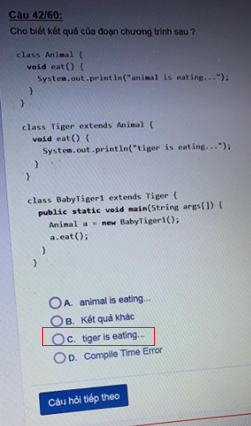 Câu 42/60:
Cho biết kết quả của đoạn chương trình sau ?
class Animal {
void eat() {
System.out.println("animal is eating...");
}
}
class Tiger extends Animal {
void eat() {
System.out.println("tiger is eating...");
}
}
class BabyTiger1 extends Tiger {
public static void main(String args[]) {
Animal a = new BabyTiger1();
a.eat();
}
}
A. animal is eating...
B. Kết quả khác
C. tiger is eating...
D. Compile Time Error
Câu hỏi tiếp theo